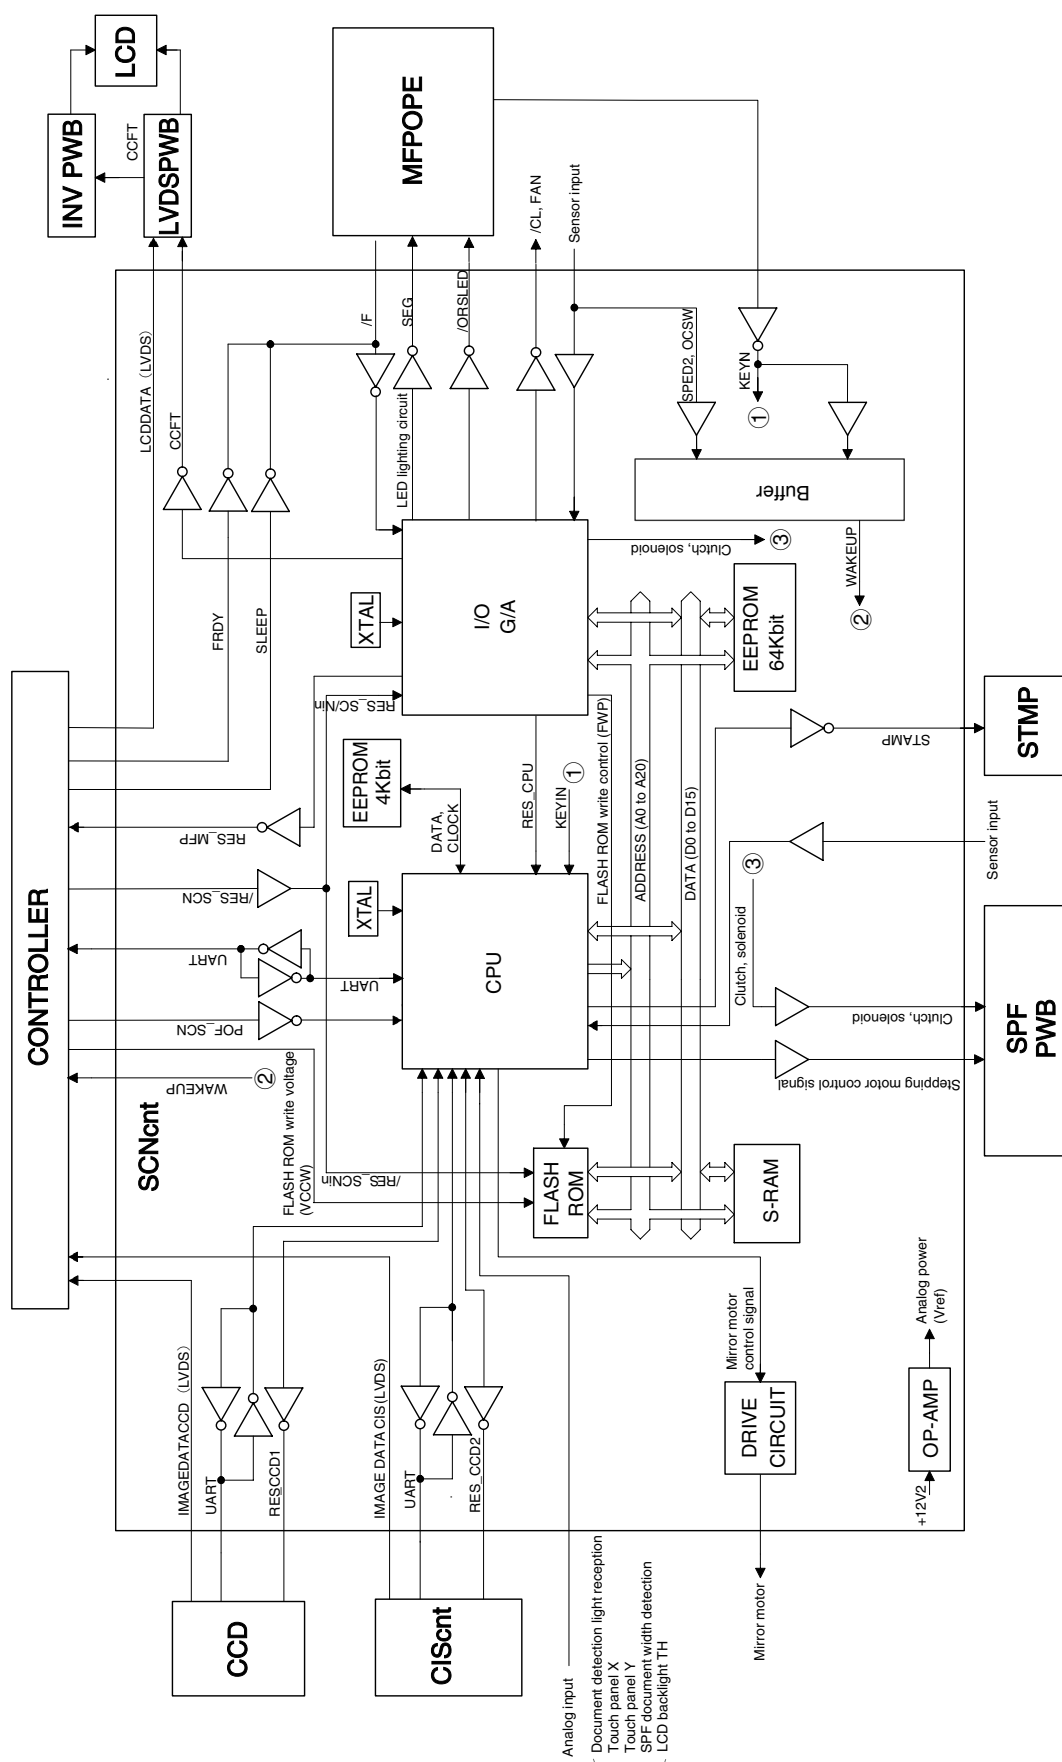 LCD
INV PWB
CCFT
LVDSPWB
MFPOPE
/CL, FAN
Sensor input
LCDDATA (LVDS)
CCFT
FRDY
SLEEP
/F
SEG
/ORSLED
LED lighting circuit
SPED2, OCSW
KEYN
①
Buffer
WAKEUP
②
Clutch, solenoid
③
XTAL
I/O
G/A
EEPROM
64Kbit
CONTROLLER
RES_MFP
/RES_SCN
UART
POF_SCN
WAKEUP
②
RES_SC/Nin
EEPROM
4Kbit
DATA,
CLOCK
RES_CPU
KEYIN ①
FLASH ROM write control (FWP)
ADDRESS (A0 to A20)
DATA (D0 to D15)
XTAL
UART
CPU
STAMP
STMP
Sensor input
③
Clutch, solenoid
Clutch, solenoid
Stepping motor control signal
SPF
PWB
SCNcnt
FLASH ROM write voltage
(VCCW)
/RES_SCNin
FLASH
ROM
S-RAM
IMAGEDATACCD (LVDS)
UART
RESCCD1
CCD
IMAGE DATA CIS(LVDS)
UART
RES_CCD2
CIScnt
Mirror motor
control signal
DRIVE
CIRCUIT
Mirror motor
Analog power
(Vref)
OP-AMP
+12V2
Analog input
Document detection light reception
Touch panel X
Touch panel Y
SPF document width detection
LCD backlight TH